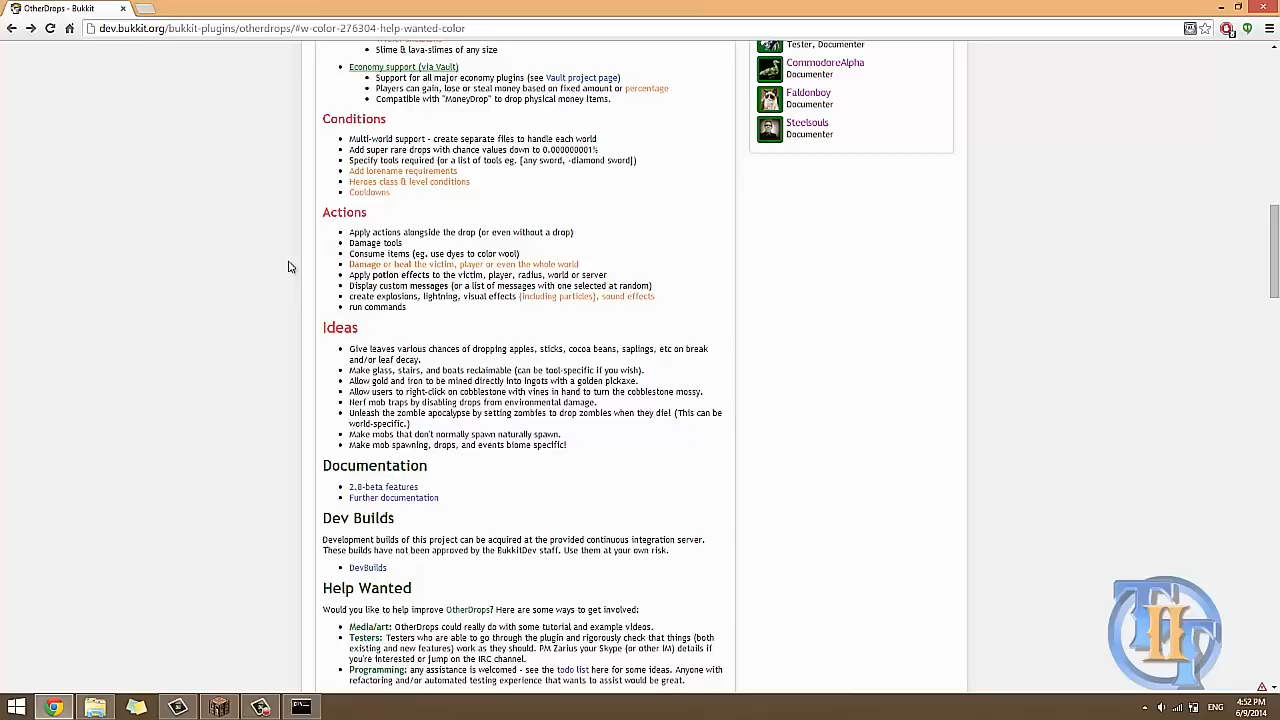 OtherDrops - Bukkit
dev.bukkit.org/bukkit-plugins/otherdrops/#w-color-276304-help-wanted-color
Slime & lava-slimes of any size
Tester, Documenter
Economy support (via Vault)
Support for all major economy plugins (see Vault project page)
Players can gain, lose or steal money based on fixed amount or percentage
Compatible with "MoneyDrop" to drop physical money items.
CommodoreAlpha
Documenter
Faldonboy
Documenter
Steelsouls
Documenter
Conditions
Multi-world support - create separate files to handle each world
Add super rare drops with chance values down to 0.000000001%
Specify tools required (or a list of tools eg. [any sword, -diamond sword])
Add lorename requirements
Heroes class & level conditions
Cooldowns
Actions
Apply actions alongside the drop (or even without a drop)
Damage tools
Consume items (eg. use dyes to color wool)
Damage or heal the victim, player or even the whole world
Apply potion effects to the victim, player, radius, world or server
Display custom messages (or a list of messages with one selected at random)
create explosions, lightning, visual effects (including particles), sound effects
run commands
Ideas
Give leaves various chances of dropping apples, sticks, cocoa beans, saplings, etc on break
and/or leaf decay.
Make glass, stairs, and boats reclaimable (can be tool-specific if you wish).
Allow gold and iron to be mined directly into ingots with a golden pickaxe.
Allow users to right-click on cobblestone with vines in hand to turn the cobblestone mossy.
Nerf mob traps by disabling drops from environmental damage.
Unleash the zombie apocalypse by setting zombies to drop zombies when they die! (This can be
world-specific.)
Make mobs that don't normally spawn naturally spawn.
Make mob spawning, drops, and events biome specific!
Documentation
2.8-beta features
Further documentation
Dev Builds
Development builds of this project can be acquired at the provided continuous integration server.
These builds have not been approved by the BukkitDev staff. Use them at your own risk.
DevBuilds
Help Wanted
Would you like to help improve OtherDrops? Here are some ways to get involved:
Media/art: OtherDrops could really do with some tutorial and example videos.
Testers: Testers who are able to go through the plugin and rigorously check that things (both
existing and new features) work as they should. PM Zarius your Skype (or other IM) details if
you're interested or jump on the IRC channel.
Programming: any assistance is welcomed - see the todo list here for some ideas. Anyone with
refactoring and/or automated testing experience that wants to assist would be great.
ENG
4:52 PM
6/9/2014